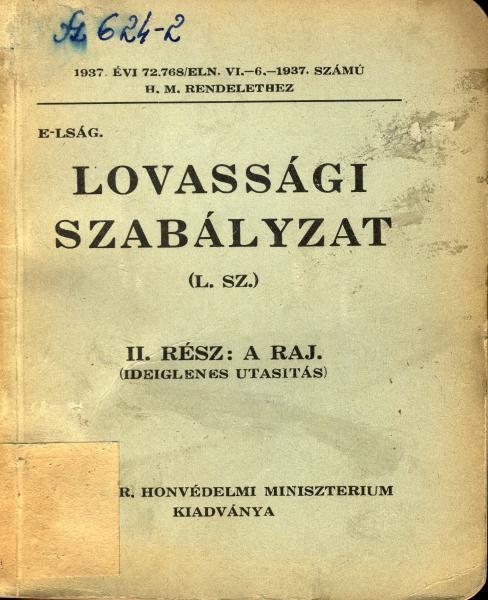 624-2
1937. ÉVI 72.768/ELN. VI.—6.—1937. SZÁMÚ
H. M. RENDELETHEZ
E-LSÁG.
LOVASSÁGI
SZABÁLYZAT
(L. SZ.)
II. RÉSZ: A RAJ.
(IDEIGLENES UTASITÁS)
R. HONVÉDELMI MINISZTERIUM
KIADVÁNYA